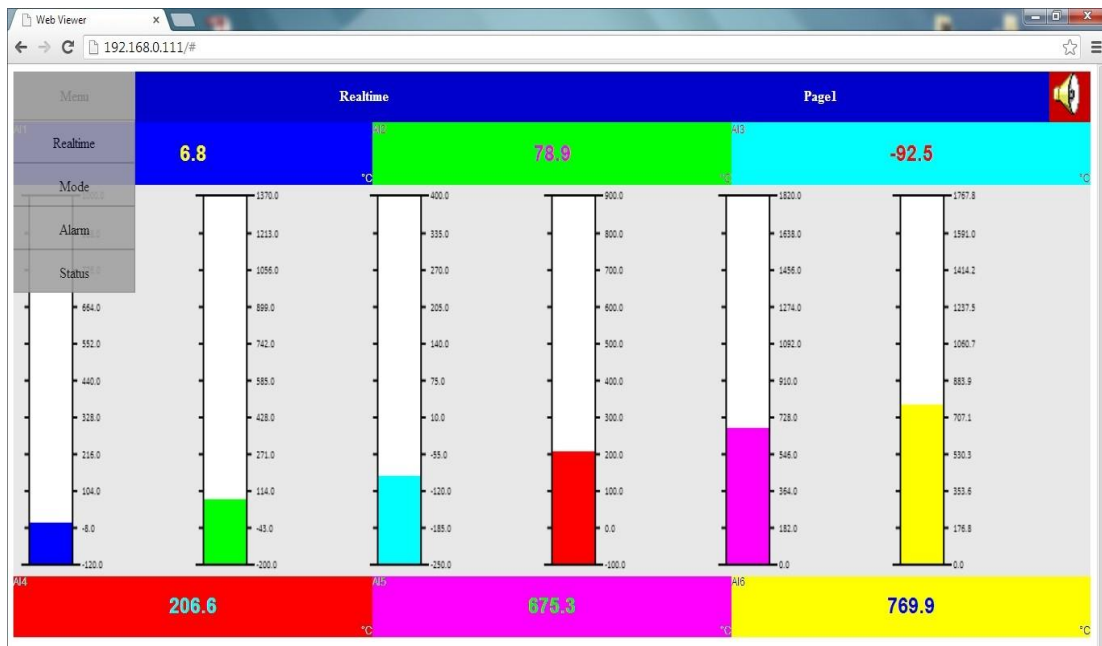 Web Viewer
192.168.0.111/#
Menu Realtime Page1
AI1 AI2 AI3
Realtime 6.8 78.9 -92.5
°C °C °C
Mode
1370.0 400.0 900.0 1820.0 1767.8
Alarm 1213.0 335.0 800.0 1638.0 1591.0
Status 1056.0 270.0 700.0 1456.0 1414.2
664.0 899.0 205.0 600.0 1274.0 1237.5
552.0 742.0 140.0 500.0 1092.0 1060.7
440.0 585.0 75.0 400.0 910.0 883.9
328.0 428.0 10.0 300.0 728.0 707.1
216.0 271.0 -55.0 200.0 546.0 530.3
104.0 114.0 -120.0 100.0 364.0 353.6
-8.0 -43.0 -185.0 0.0 182.0 176.8
-120.0 -200.0 -250.0 -100.0 0.0 0.0
AI4 AI5 AI6
206.6 675.3 769.9
°C °C °C